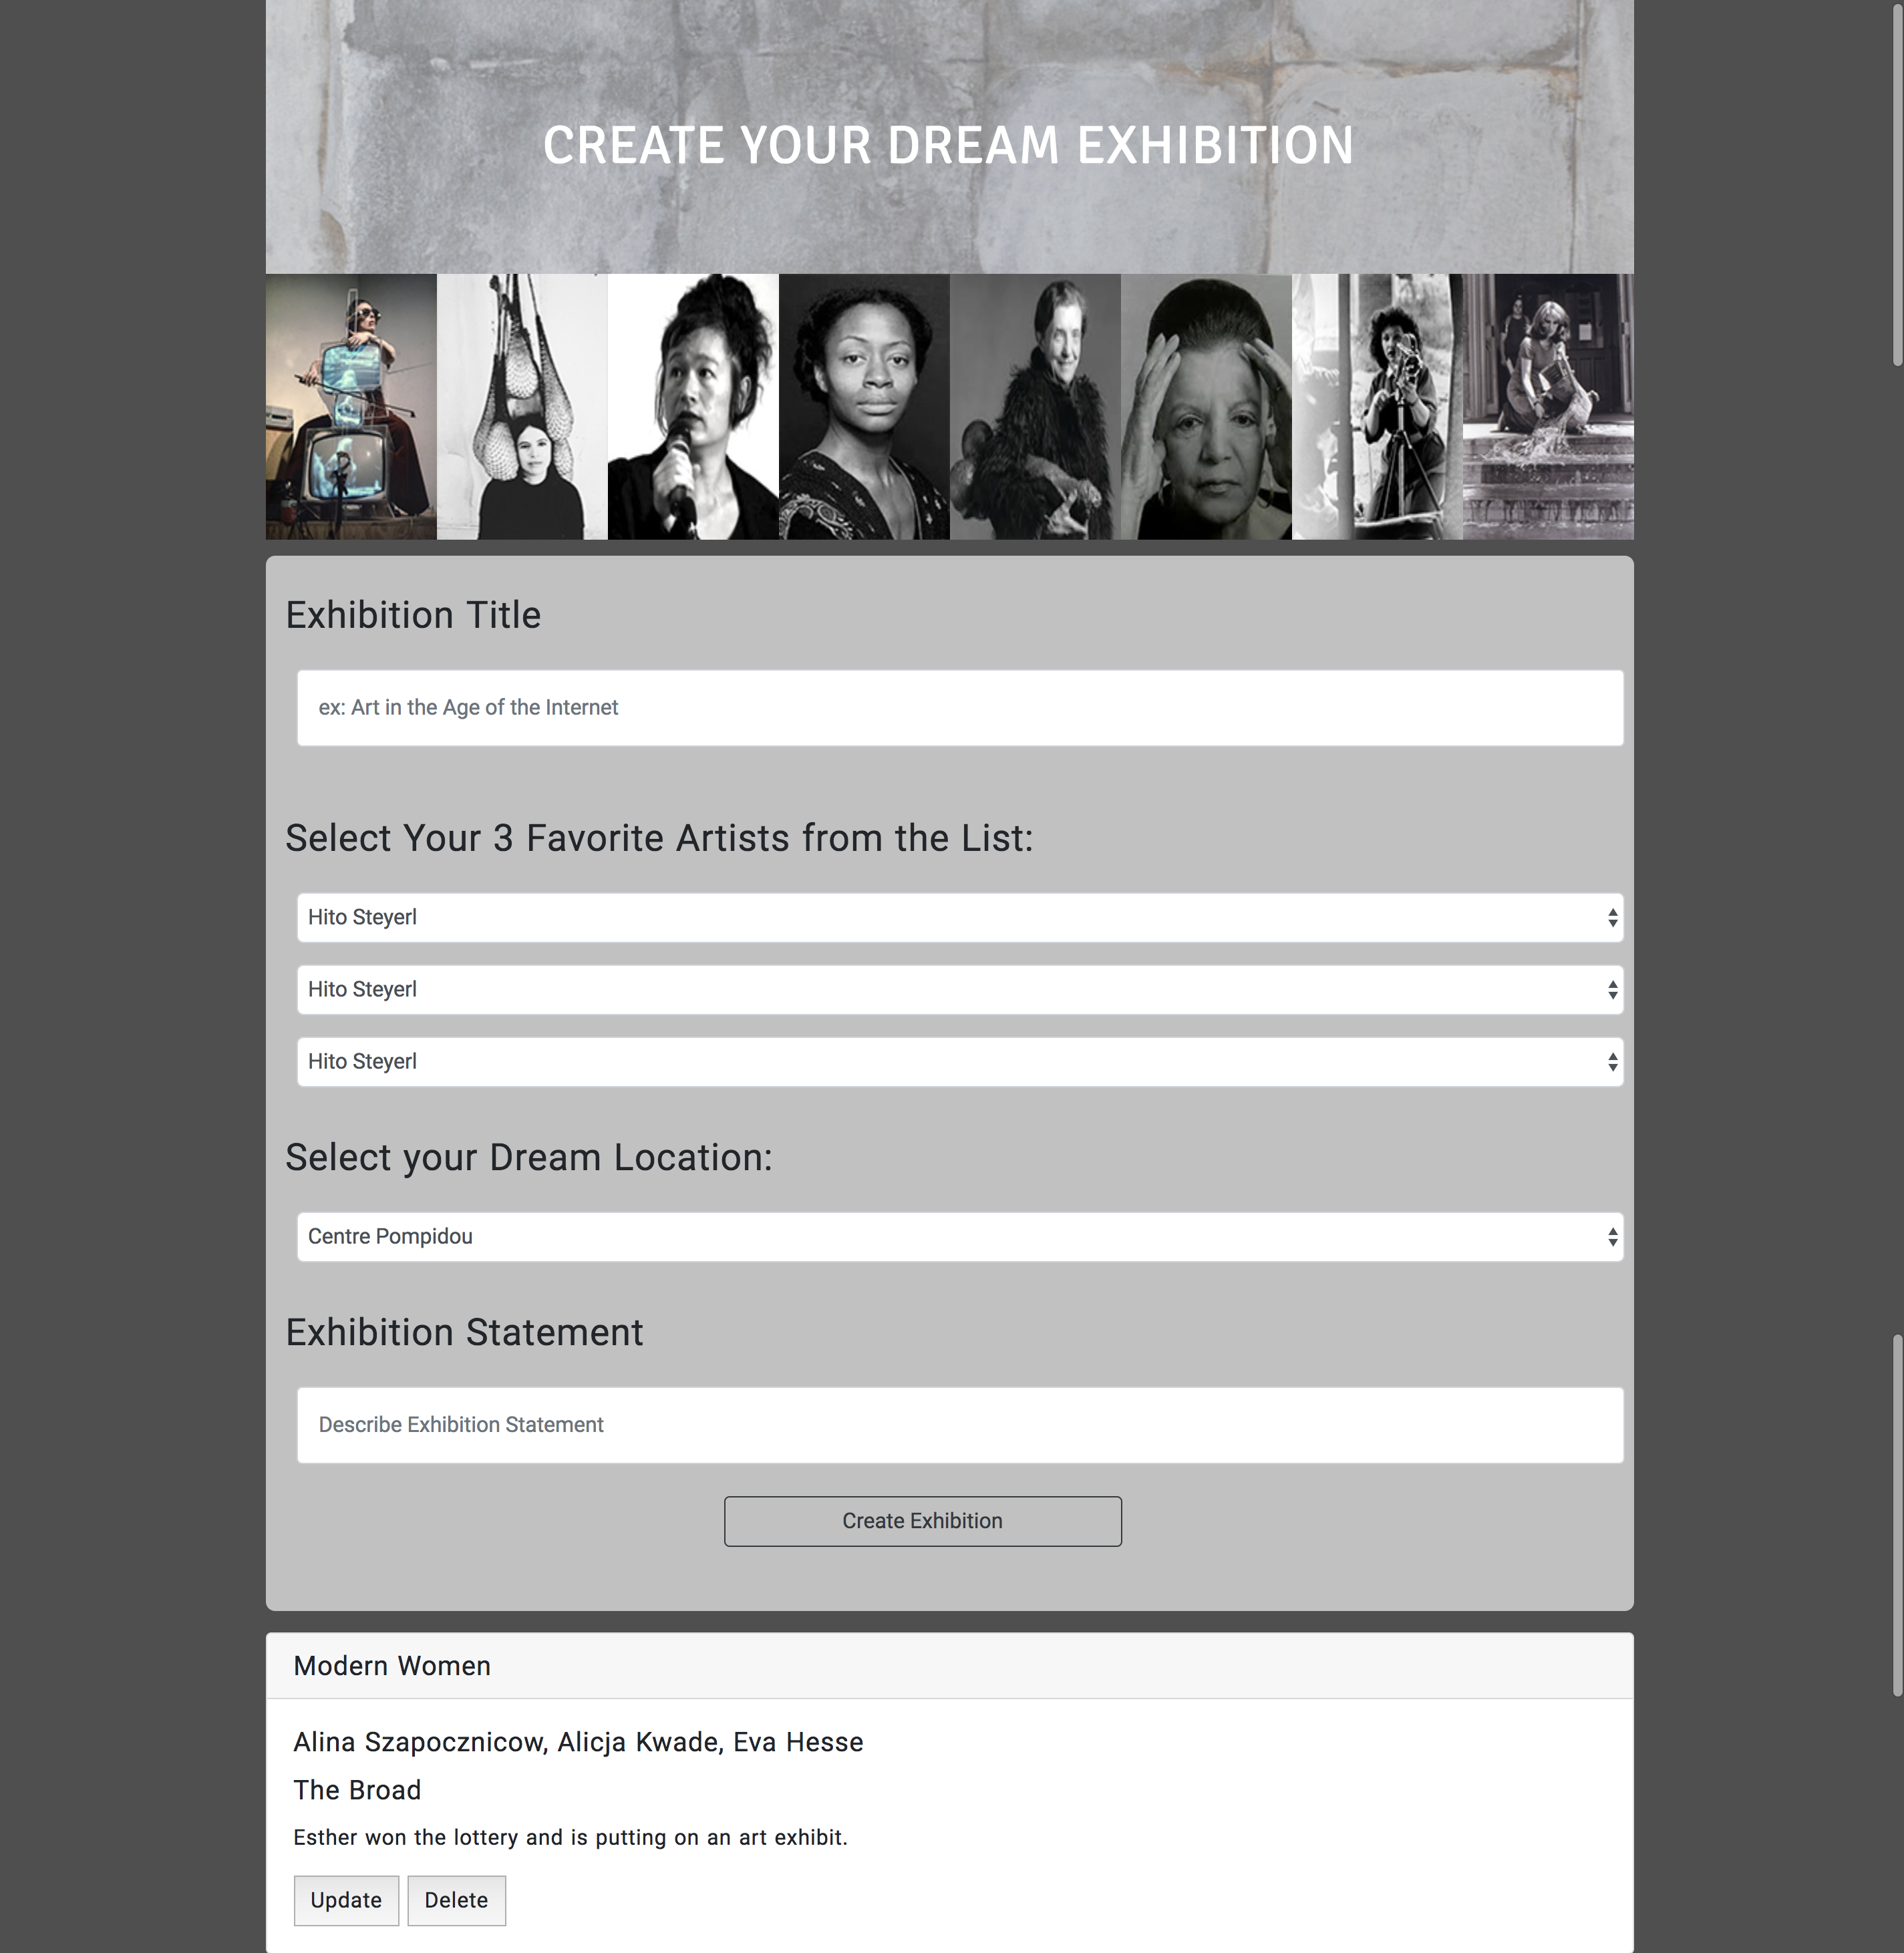 CREATE YOUR DREAM EXHIBITION
Exhibition Title
ex: Art in the Age of the Internet
Select Your 3 Favorite Artists from the List:
Hito Steyerl
Hito Steyerl
Hito Steyerl
Select your Dream Location:
Centre Pompidou
Exhibition Statement
Describe Exhibition Statement
Create Exhibition
Modern Women
Alina Szapocznicow, Alicja Kwade, Eva Hesse
The Broad
Esther won the lottery and is putting on an art exhibit.
Update Delete